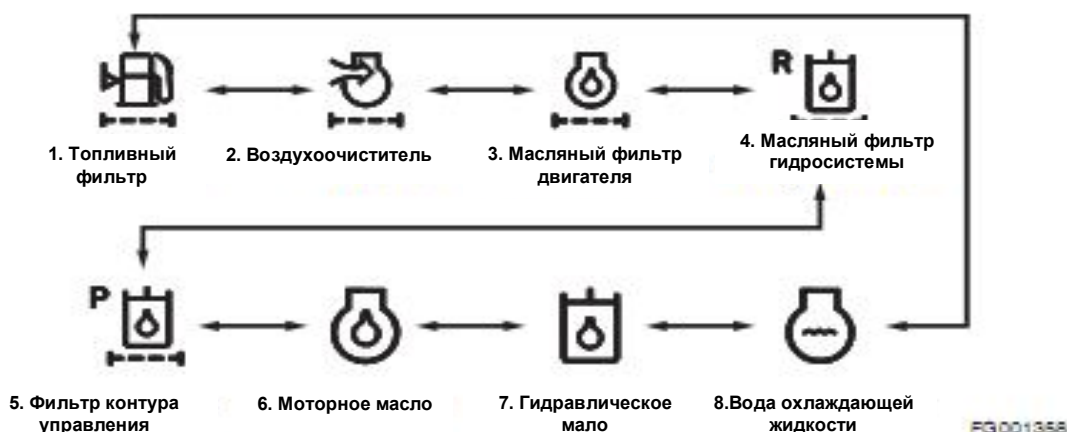 R
1. Топливный
фильтр
2. Воздухоочиститель
3. Масляный фильтр
двигателя
4. Масляный фильтр
гидросистемы
P
5. Фильтр контура
управления
6. Моторное масло
7. Гидравлическое
мало
8.Вода охлаждающей
жидкости
FG001358